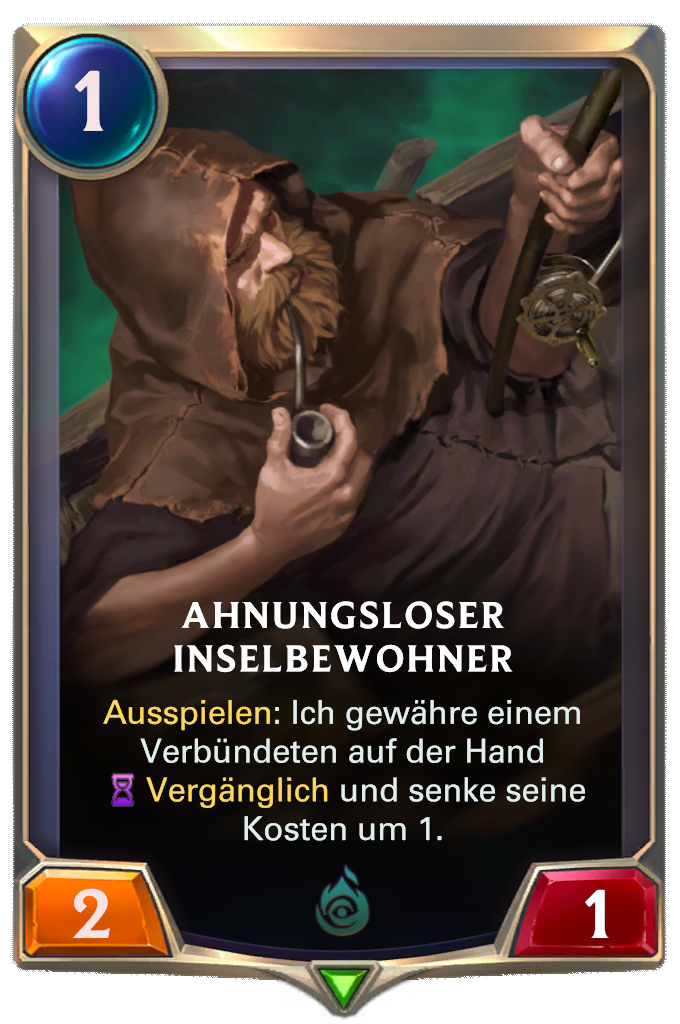 1
AHNUNGSLOSER
INSELBEWOHNER
Ausspielen: Ich gewähre einem
Verbündeten auf der Hand
Vergänglich und senke seine
Kosten um 1.
2
1